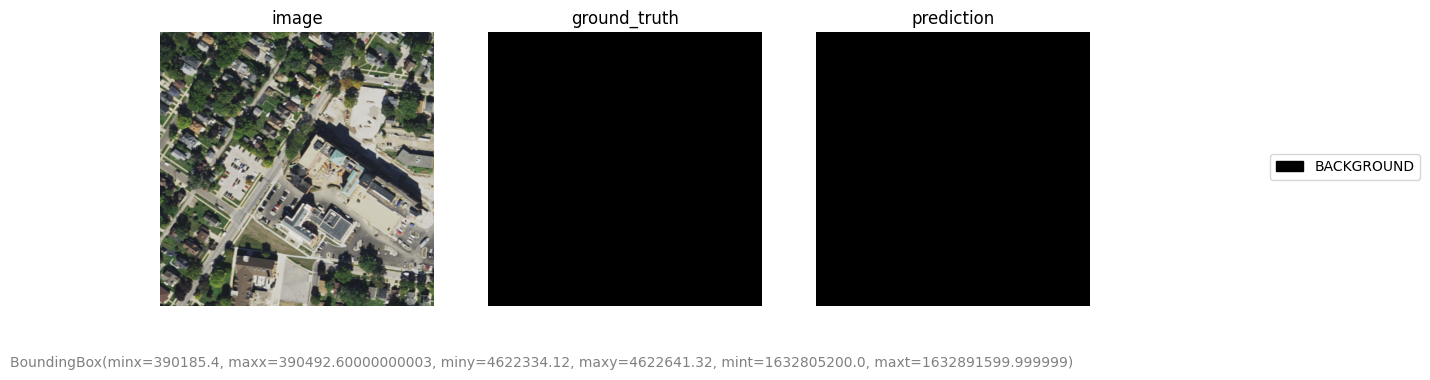 image
ground_truth
prediction
BACKGROUND
BoundingBox(minx=390185.4, maxx=390492.60000000003, miny=4622334.12, maxy=4622641.32, mint=1632805200.0, maxt=1632891599.999999)